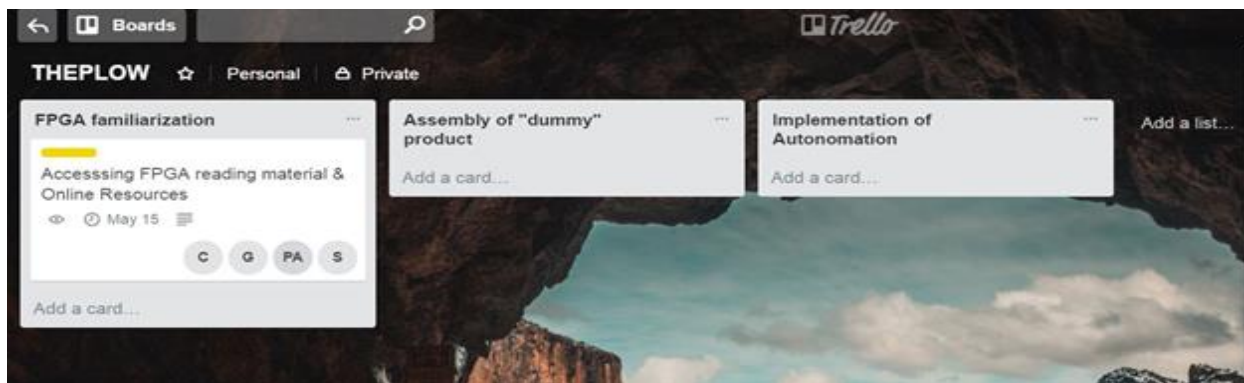 Boards
Trello
THEPLOW
Personal
Private
FPGA familiarization
Accesssing FPGA reading material &
Online Resources
May 15
C G PA S
Add a card...
Assembly of "dummy"
product
Add a card...
Implementation of
Autonomation
Add a card...
Add a list...